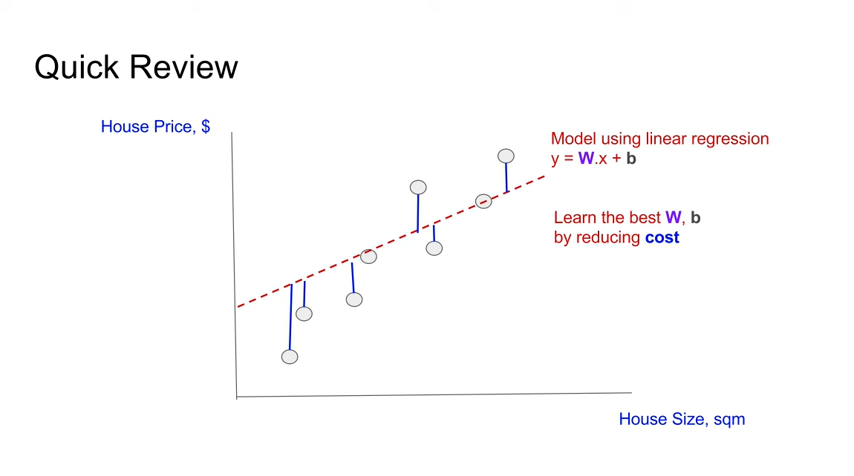 Quick Review
House Price, $
Model using linear regression
y = W.x + b
Learn the best W, b
by reducing cost
House Size, sqm